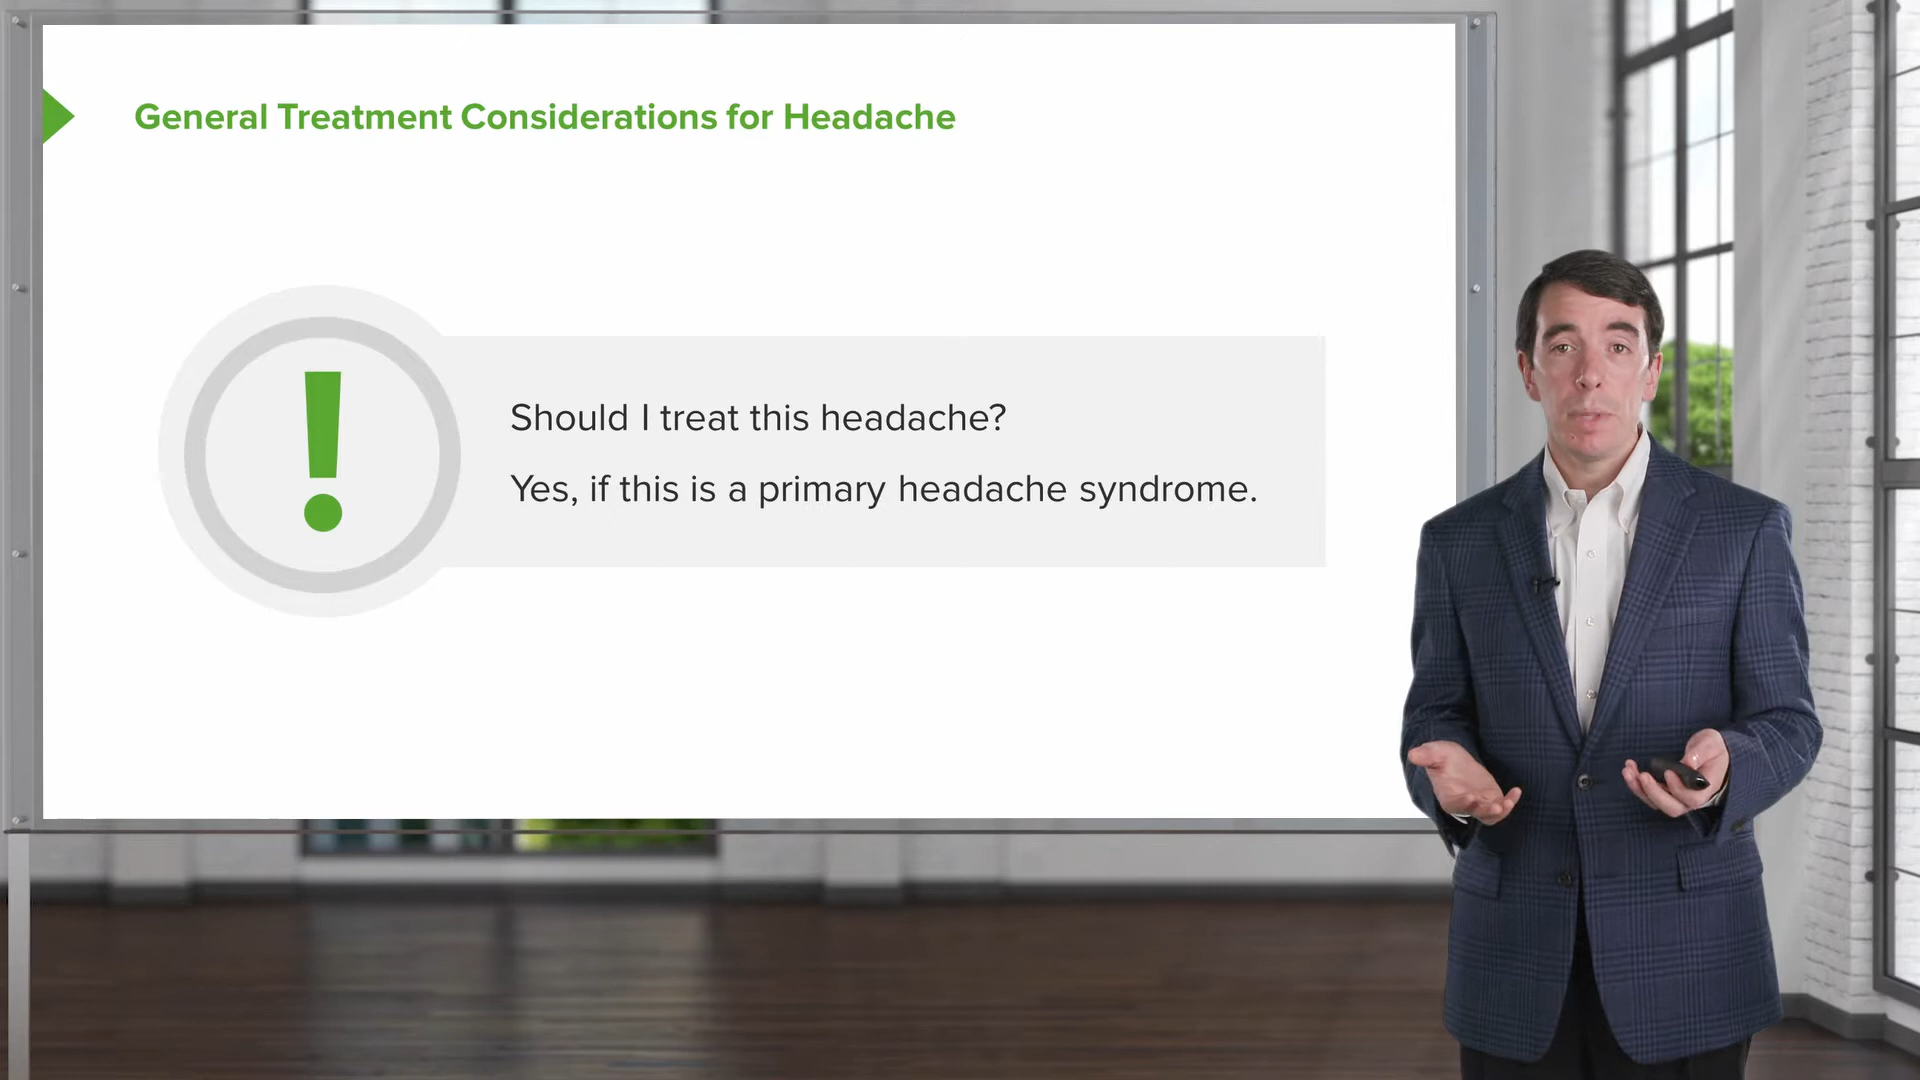 General Treatment Considerations for Headache
Should I treat this headache?
Yes, if this is a primary headache syndrome.